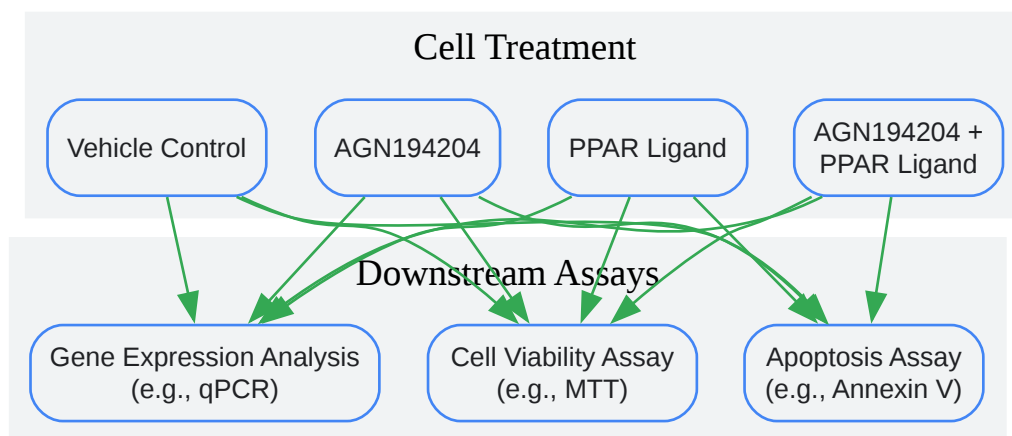 Cell Treatment
Vehicle Control
AGN194204
PPAR Ligand
AGN194204 +
PPAR Ligand
Downstream Assays
Gene Expression Analysis
(e.g., qPCR)
Cell Viability Assay
(e.g., MTT)
Apoptosis Assay
(e.g., Annexin V)